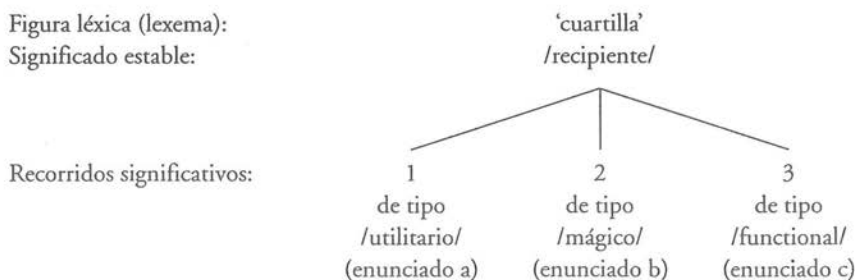 Figura léxica (lexema): 'cuartilla'
Significado estable: /recipiente/
Recorridos significativos: 1 2 3
de tipo de tipo de tipo
/utilitario/ /mágico/ /functional/
(enunciado a) (enunciado b) (enunciado c)